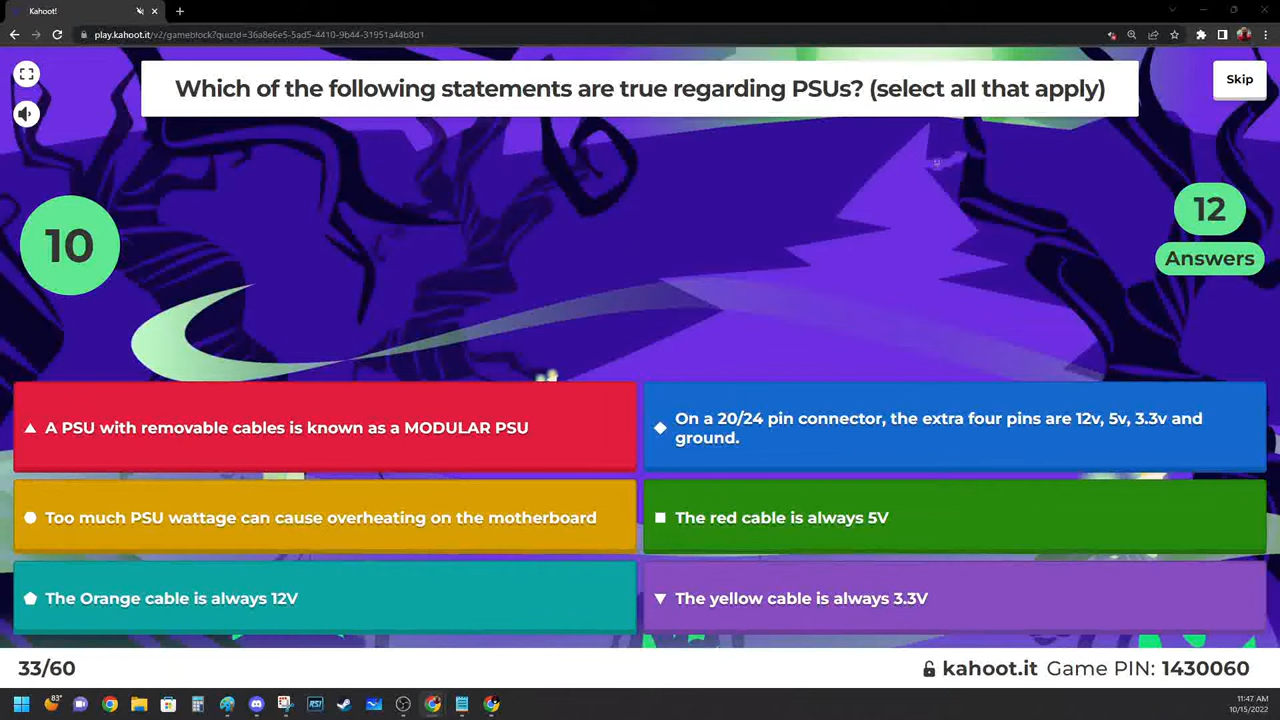 Kahoot!
play.kahoot.it/v2/gameblock?quizId=36a8e6e5-5ad5-4410-9b44-31951a44b8d1
Which of the following statements are true regarding PSUs? (select all that apply)
Skip
10
12
Answers
A PSU with removable cables is known as a MODULAR PSU
On a 20/24 pin connector, the extra four pins are 12v, 5v, 3.3v and
ground.
Too much PSU wattage can cause overheating on the motherboard
The red cable is always 5V
The Orange cable is always 12V
The yellow cable is always 3.3V
33/60
kahoot.it Game PIN: 1430060
83°
RSI
11:47 AM
10/15/2022